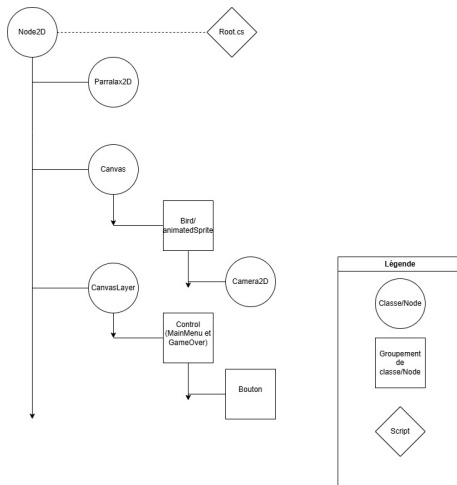 Node2D
Root.cs
Parralax2D
Canvas
Bird/
animatedSprite
CanvasLayer
Camera2D
Control
(MainMenu et
GameOver)
Bouton
Lègende
Classe/Node
Groupement
de
classe/Node
Script